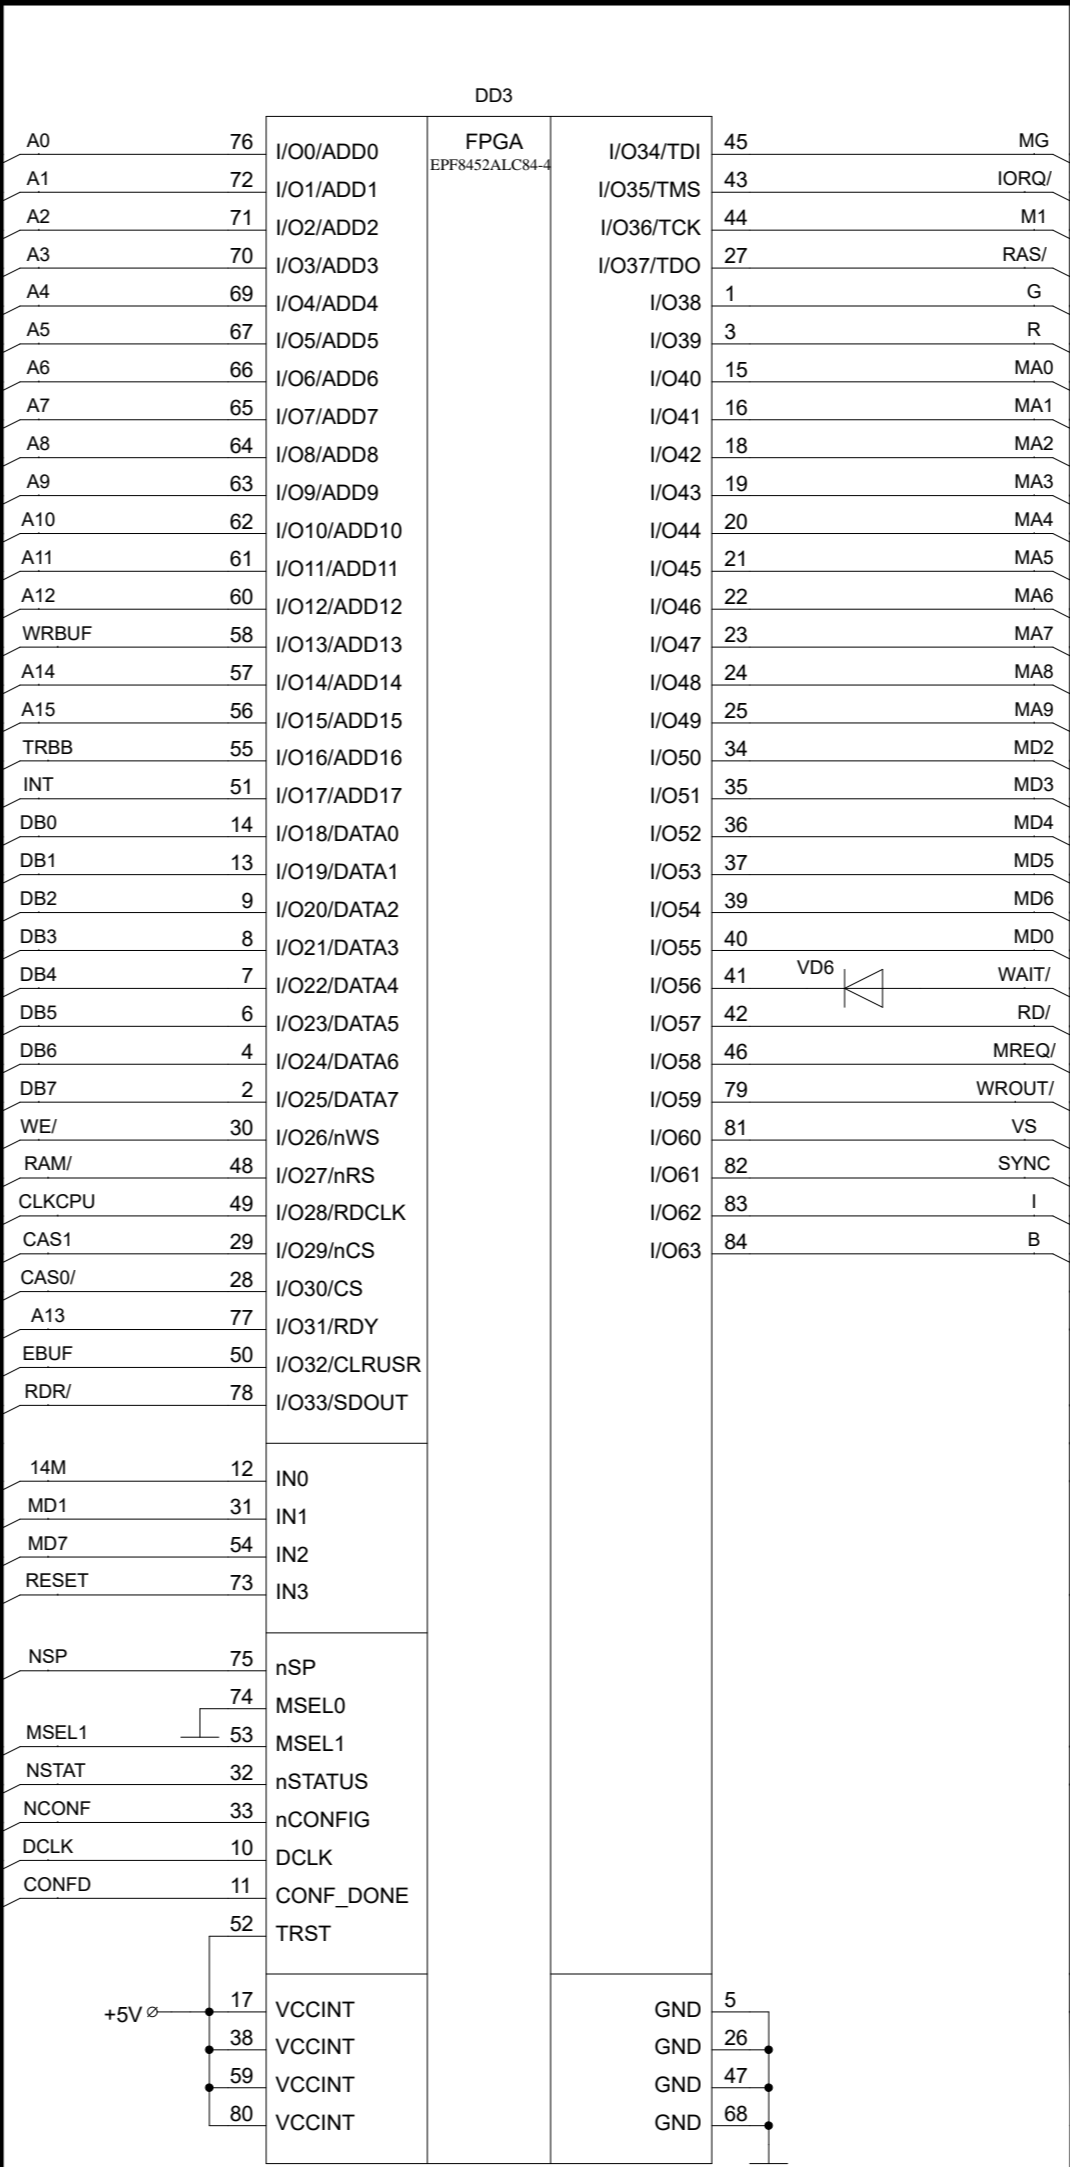 DD3
FPGA
EPF8452ALC84-4
A0 76 I/O0/ADD0
A1 72 I/O1/ADD1
A2 71 I/O2/ADD2
A3 70 I/O3/ADD3
A4 69 I/O4/ADD4
A5 67 I/O5/ADD5
A6 66 I/O6/ADD6
A7 65 I/O7/ADD7
A8 64 I/O8/ADD8
A9 63 I/O9/ADD9
A10 62 I/O10/ADD10
A11 61 I/O11/ADD11
A12 60 I/O12/ADD12
WRBUF 58 I/O13/ADD13
A14 57 I/O14/ADD14
A15 56 I/O15/ADD15
TRBB 55 I/O16/ADD16
INT 51 I/O17/ADD17
DB0 14 I/O18/DATA0
DB1 13 I/O19/DATA1
DB2 9 I/O20/DATA2
DB3 8 I/O21/DATA3
DB4 7 I/O22/DATA4
DB5 6 I/O23/DATA5
DB6 4 I/O24/DATA6
DB7 2 I/O25/DATA7
WE/ 30 I/O26/nWS
RAM/ 48 I/O27/nRS
CLKCPU 49 I/O28/RDCLK
CAS1 29 I/O29/nCS
CAS0/ 28 I/O30/CS
A13 77 I/O31/RDY
EBUF 50 I/O32/CLRUSR
RDR/ 78 I/O33/SDOUT
14M 12 IN0
MD1 31 IN1
MD7 54 IN2
RESET 73 IN3
NSP 75 nSP
74 MSEL0
MSEL1 53 MSEL1
NSTAT 32 nSTATUS
NCONF 33 nCONFIG
DCLK 10 DCLK
CONFD 11 CONF_DONE
52 TRST
+5V 17 VCCINT
38 VCCINT
59 VCCINT
80 VCCINT
I/O34/TDI 45 MG
I/O35/TMS 43 IORQ/
I/O36/TCK 44 M1
I/O37/TDO 27 RAS/
I/O38 1 G
I/O39 3 R
I/O40 15 MA0
I/O41 16 MA1
I/O42 18 MA2
I/O43 19 MA3
I/O44 20 MA4
I/O45 21 MA5
I/O46 22 MA6
I/O47 23 MA7
I/O48 24 MA8
I/O49 25 MA9
I/O50 34 MD2
I/O51 35 MD3
I/O52 36 MD4
I/O53 37 MD5
I/O54 39 MD6
I/O55 40 MD0
I/O56 41 VD6 WAIT/
I/O57 42 RD/
I/O58 46 MREQ/
I/O59 79 WROUT/
I/O60 81 VS
I/O61 82 SYNC
I/O62 83 I
I/O63 84 B
GND 5
GND 26
GND 47
GND 68